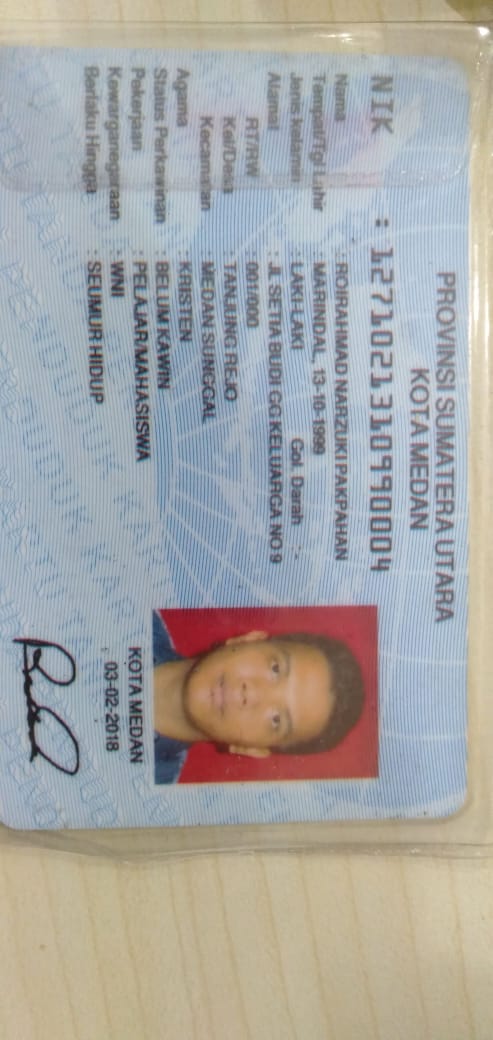 PROVINSI SUMATERA UTARA
KOTA MEDAN
NIK : 1271021310990004
Nama : ROIRAHMAD NARZUKI PAKPAHAN
Tempat/Tgl Lahir : MARINDAL, 13-10-1999
Jenis kelamin : LAKI-LAKI Gol. Darah : -
Alamat : JL SETIA BUDI GG KELUARGA NO 9
RT/RW : 001/000
Kel/Desa : TANJUNG REJO
Kecamatan : MEDAN SUNGGAL
Agama : KRISTEN
Status Perkawinan : BELUM KAWIN
Pekerjaan : PELAJAR/MAHASISWA
Kewarganegaraan : WNI
Berlaku Hingga : SEUMUR HIDUP
KOTA MEDAN
03-02-2018